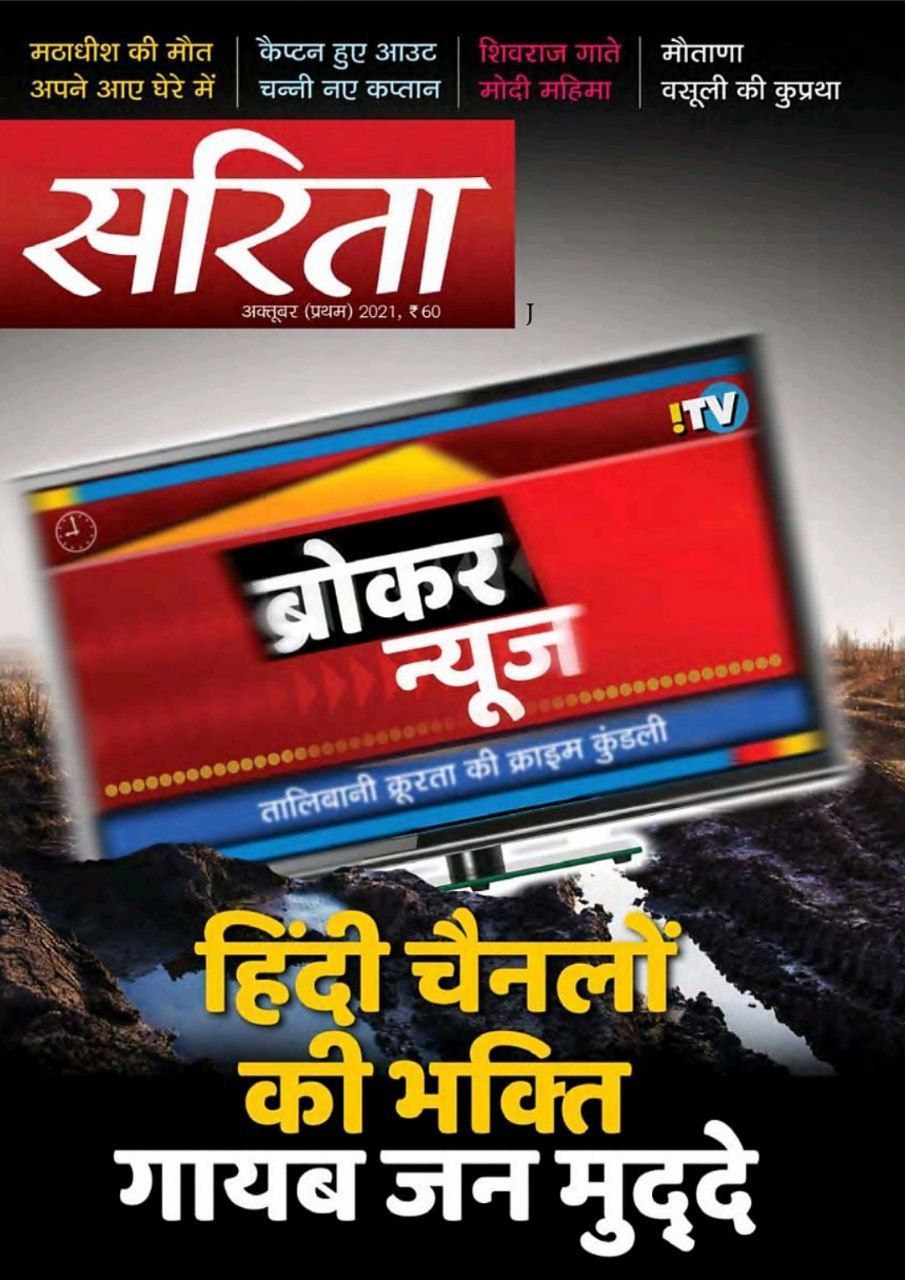 मठाधीश की मौत
अपने आए घेरे में
कैप्टन हुए आउट
चन्नी नए कप्तान
शिवराज गाते
मोदी महिमा
मौताणा
वसूली की कुप्रथा
सरिता
अक्तूबर (प्रथम) 2021, ₹ 60
J
!TV
ब्रोकर
न्यूज
तालिबानी क्रूरता की क्राइम कुंडली
हिंदी चैनलों
की भक्ति
गायब जन मुद्दे